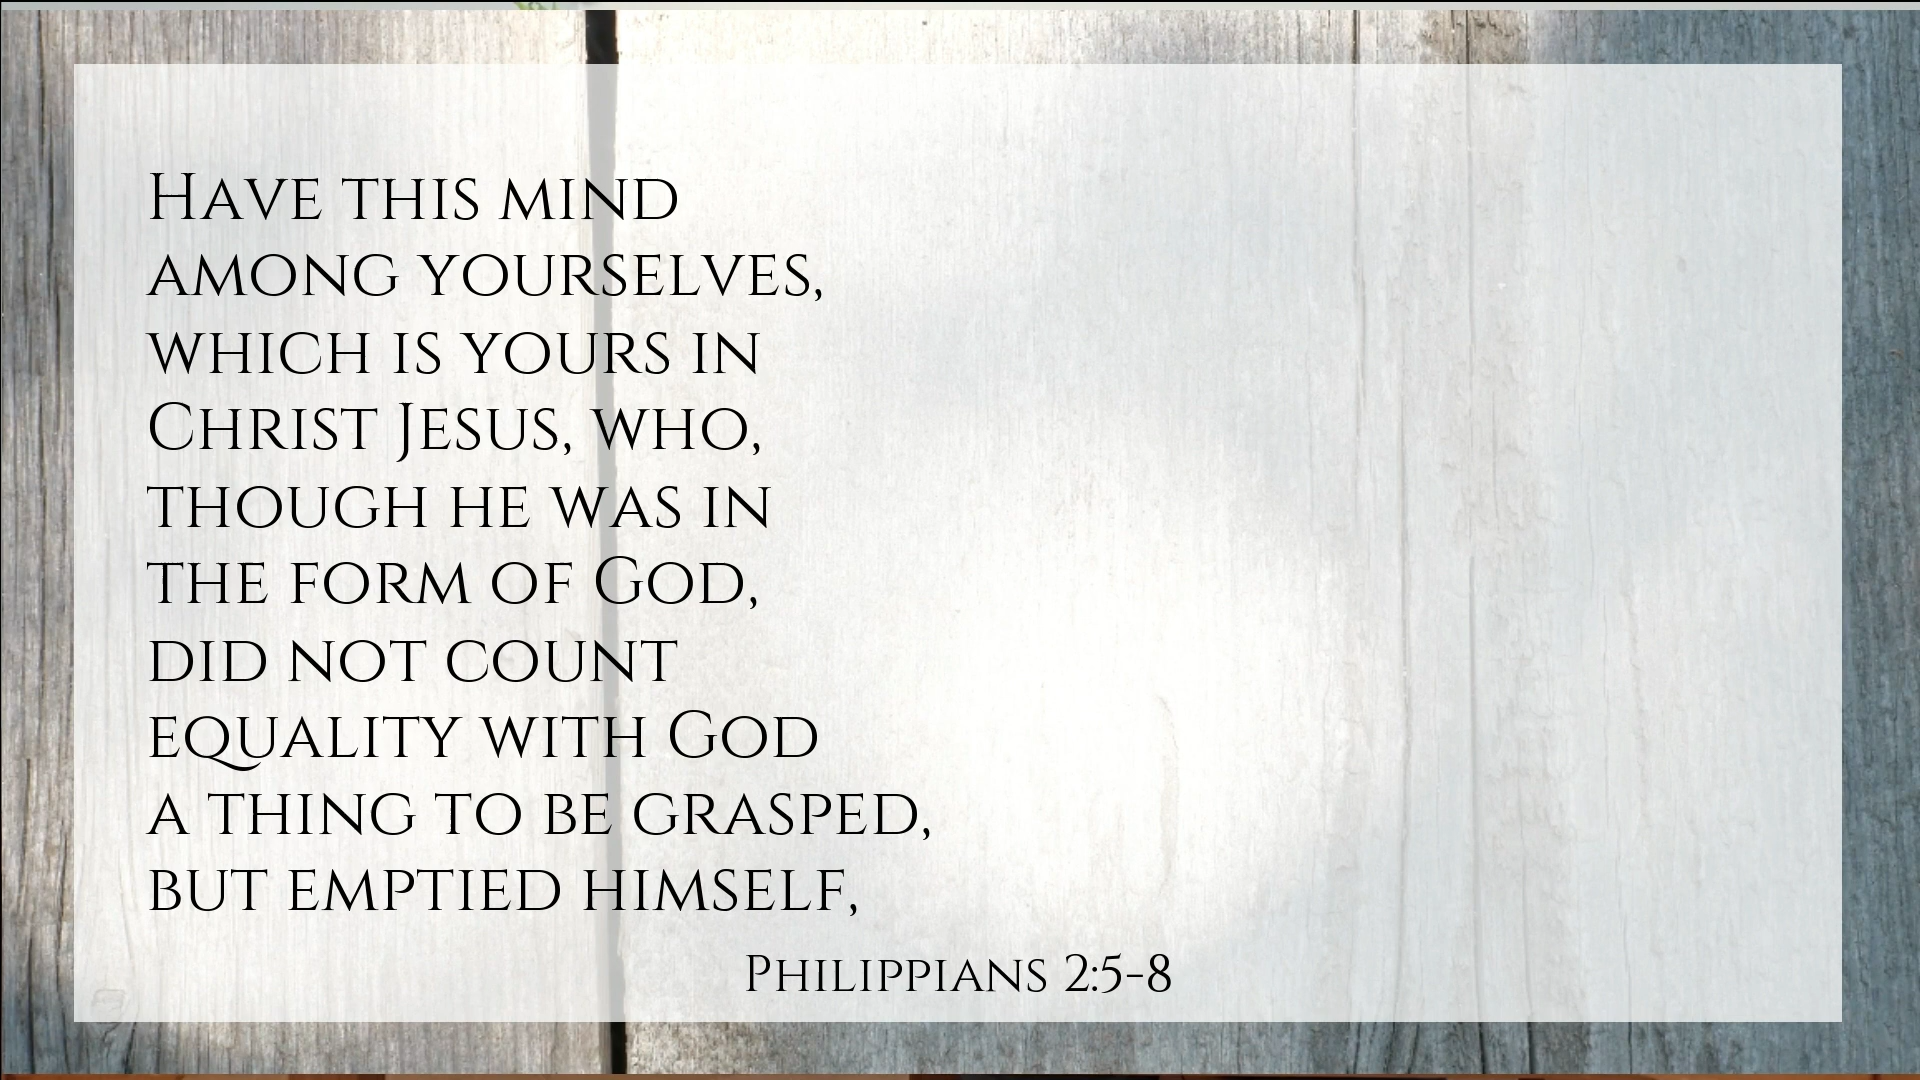 Have this mind
among yourselves,
which is yours in
Christ Jesus, who,
though he was in
the form of God,
did not count
equality with God
a thing to be grasped,
but emptied himself,
Philippians 2:5-8